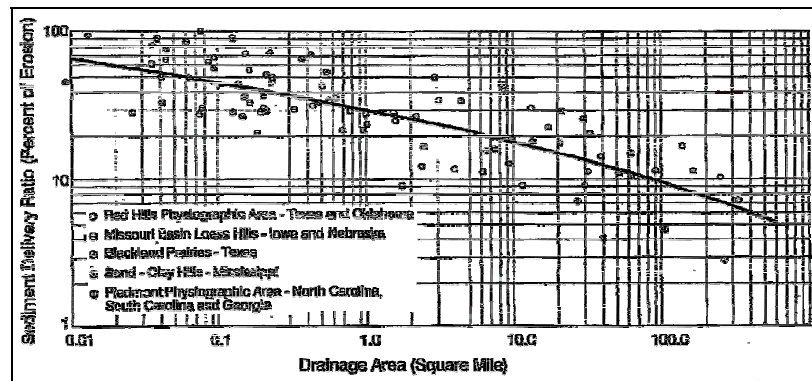 Sediment Delivery Ratio (Percent of Erosion)
100
10
1
Red Hills Physiographic Area - Texas and Oklahoma
Missouri Basin Loess Hills - Iowa and Nebraska
Blackland Prairies - Texas
Sand - Clay Hills - Mississippi
Piedmont Physiographic Area - North Carolina,
South Carolina and Georgia
0.01 0.1 1.0 10.0 100.0
Drainage Area (Square Mile)